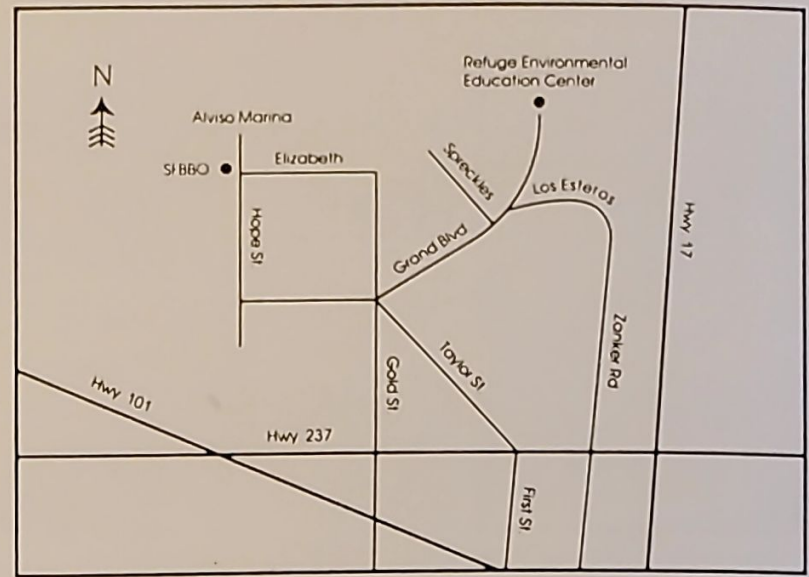 Refuge Environmental
Education Center
N
Alviso Marina
SFBBO
Elizabeth
Spreckles
Los Esteros
Hope St
Grand Blvd
Hwy 17
Zanker Rd
Taylor St
Gold St
Hwy 101
Hwy 237
First St.